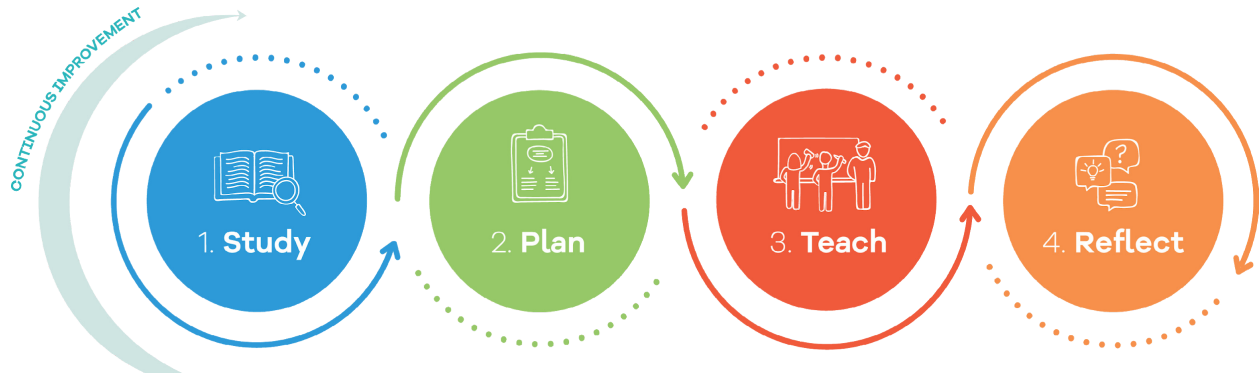 CONTINUOUS IMPROVEMENT
1. Study
2. Plan
3. Teach
4. Reflect
?